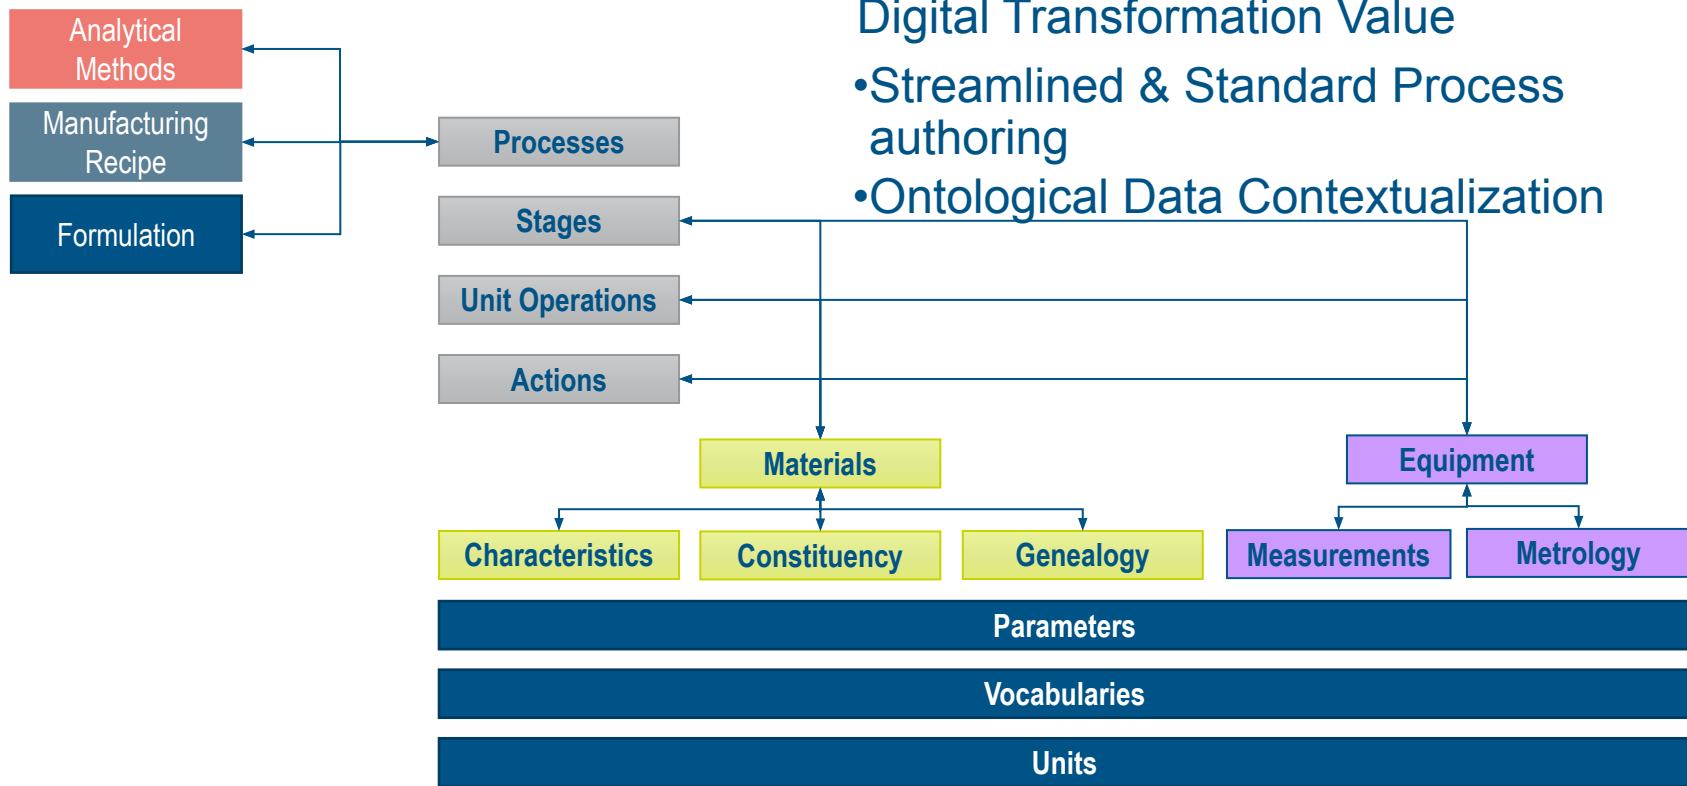 Analytical
Methods
Manufacturing
Recipe
Formulation
Digital Transformation Value
•Streamlined & Standard Process
authoring
•Ontological Data Contextualization
Processes
Stages
Unit Operations
Actions
Materials
Equipment
Characteristics
Constituency
Genealogy
Measurements
Metrology
Parameters
Vocabularies
Units